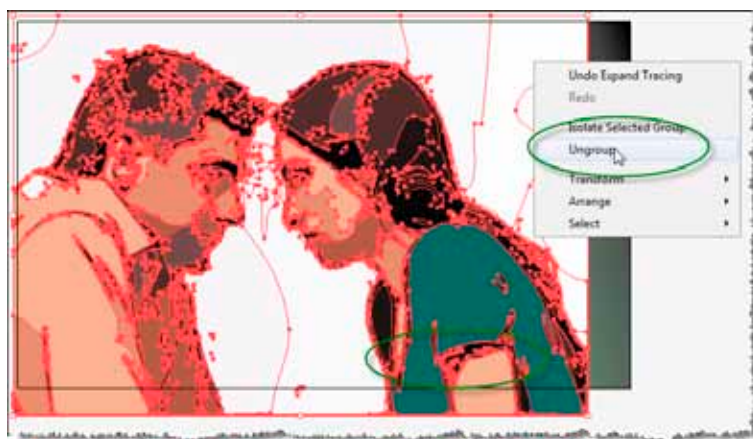 Undo Expand Tracing
Redo
Isolate Selected Group
Ungroup
Transform
Arrange
Select